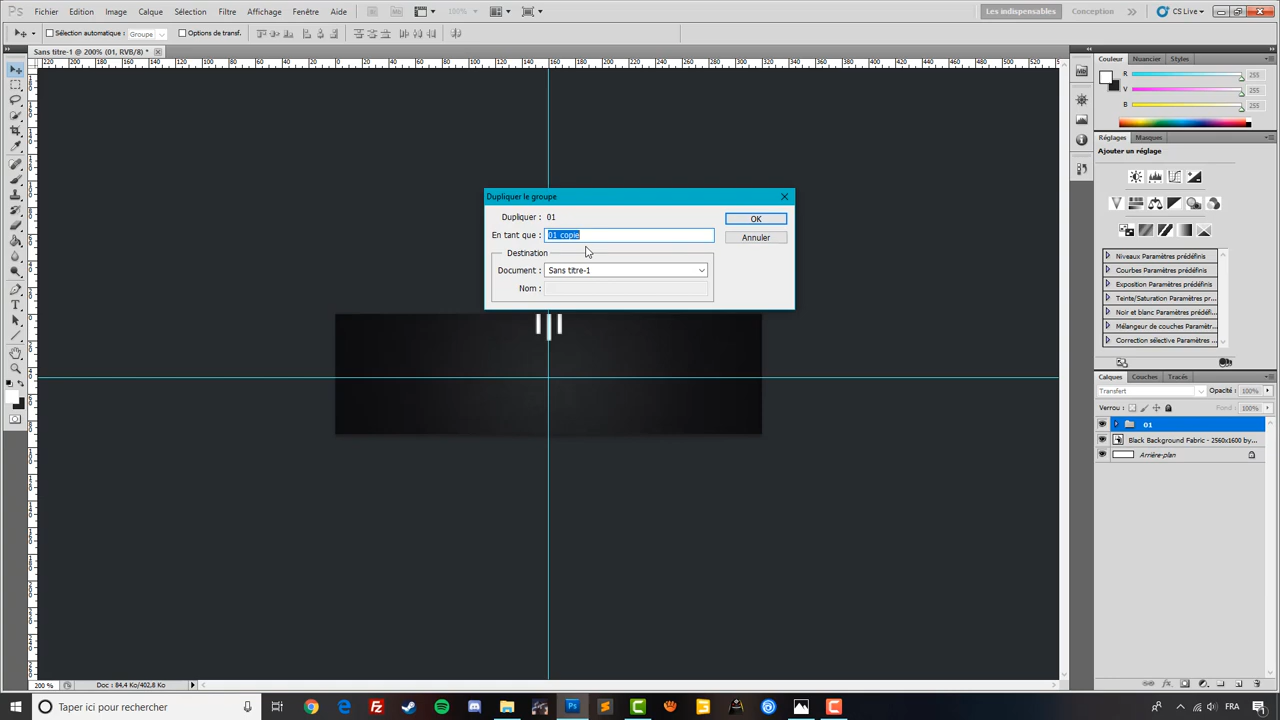 Ps Fichier Edition Image Calque Sélection Filtre Affichage Fenêtre Aide 100% Les indispensables Conception CS Live
Sélection automatique : Groupe Options de transf.
Sans titre-1 @ 200% (01, RVB/8) *
Couleur Nuancier Styles
R 255
V 255
B 255
Réglages Masques
Ajouter un réglage
Niveaux Paramètres prédéfinis
Courbes Paramètres prédéfinis
Exposition Paramètres prédéfinis
Teinte/Saturation Paramètres pr...
Noir et blanc Paramètres prédéf...
Mélangeur de couches Paramétr...
Correction sélective Paramètres ...
Dupliquer le groupe
Dupliquer : 01
OK
En tant que : 01 copie
Annuler
Destination
Document : Sans titre-1
Nom :
Calques Couches Tracés
Transfert Opacité : 100%
Verrou : Fond : 100%
01
Black Background Fabric - 2560x1600 by...
Arrière-plan
200 % Doc : 84.4 Ko/402.8 Ko
Taper ici pour rechercher
FRA